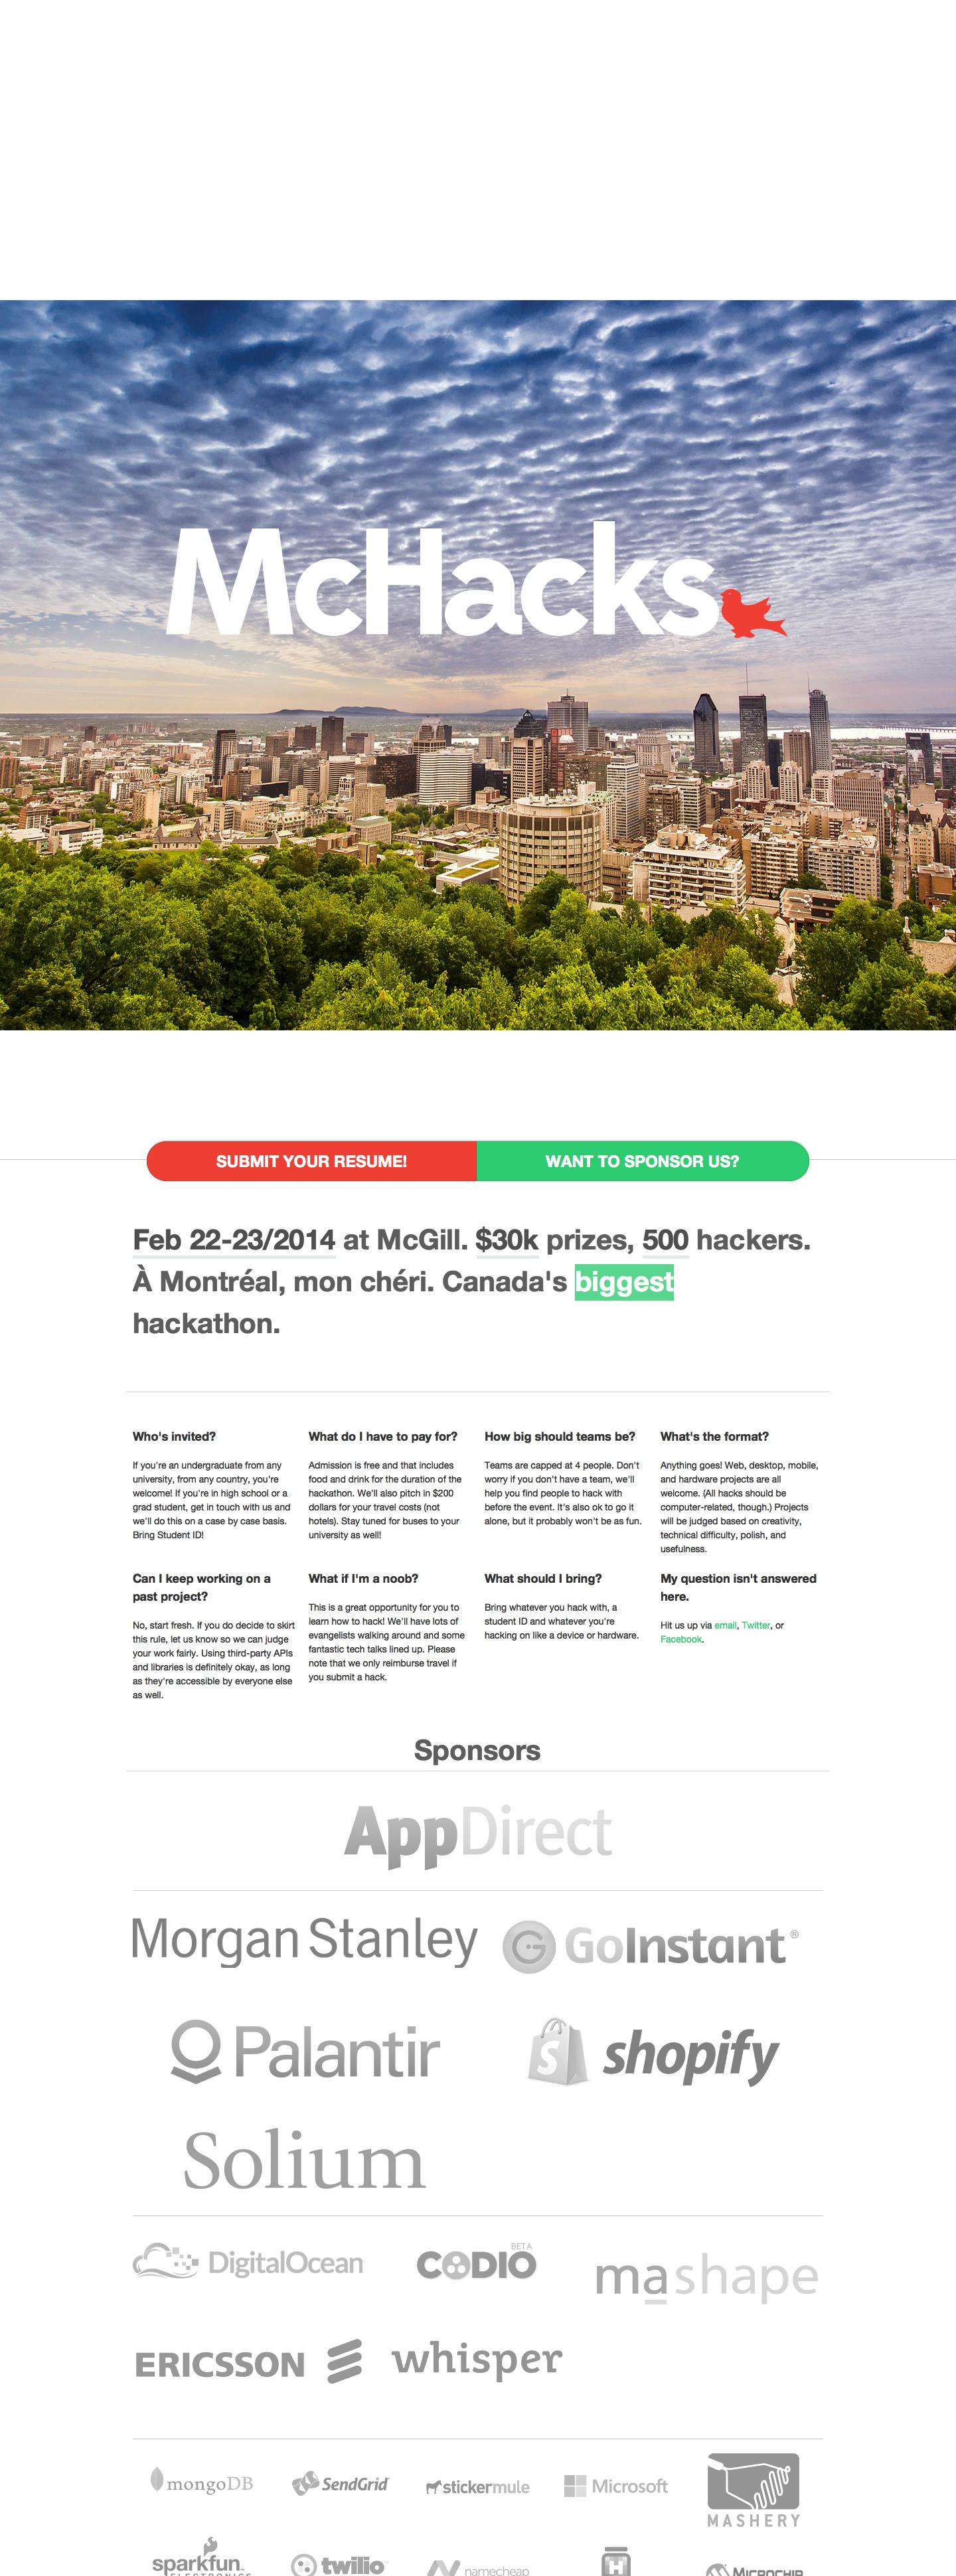 McHacks
SUBMIT YOUR RESUME!
WANT TO SPONSOR US?
Feb 22-23/2014 at McGill. $30k prizes, 500 hackers.
À Montréal, mon chéri. Canada's biggest
hackathon.
Who's invited?
If you're an undergraduate from any
university, from any country, you're
welcome! If you're in high school or a
grad student, get in touch with us and
we'll do this on a case by case basis.
Bring Student ID!
What do I have to pay for?
Admission is free and that includes
food and drink for the duration of the
hackathon. We'll also pitch in $200
dollars for your travel costs (not
hotels). Stay tuned for buses to your
university as well!
How big should teams be?
Teams are capped at 4 people. Don't
worry if you don't have a team, we'll
help you find people to hack with
before the event. It's also ok to go it
alone, but it probably won't be as fun.
What's the format?
Anything goes! Web, desktop, mobile,
and hardware projects are all
welcome. (All hacks should be
computer-related, though.) Projects
will be judged based on creativity,
technical difficulty, polish, and
usefulness.
Can I keep working on a
past project?
No, start fresh. If you do decide to skirt
this rule, let us know so we can judge
your work fairly. Using third-party APIs
and libraries is definitely okay, as long
as they're accessible by everyone else
as well.
What if I'm a noob?
This is a great opportunity for you to
learn how to hack! We'll have lots of
evangelists walking around and some
fantastic tech talks lined up. Please
note that we only reimburse travel if
you submit a hack.
What should I bring?
Bring whatever you hack with, a
student ID and whatever you're
hacking on like a device or hardware.
My question isn't answered
here.
Hit us up via email, Twitter, or
Facebook.
Sponsors
AppDirect
Morgan Stanley
GoInstant ®
Palantir
shopify
Solium
DigitalOcean
CODIO BETA
mashape
ERICSSON
whisper
mongoDB
SendGrid
stickermule
Microsoft
MASHERY
sparkfun
ELECTRONICS
twilio
namecheap
H
MICROCHIP